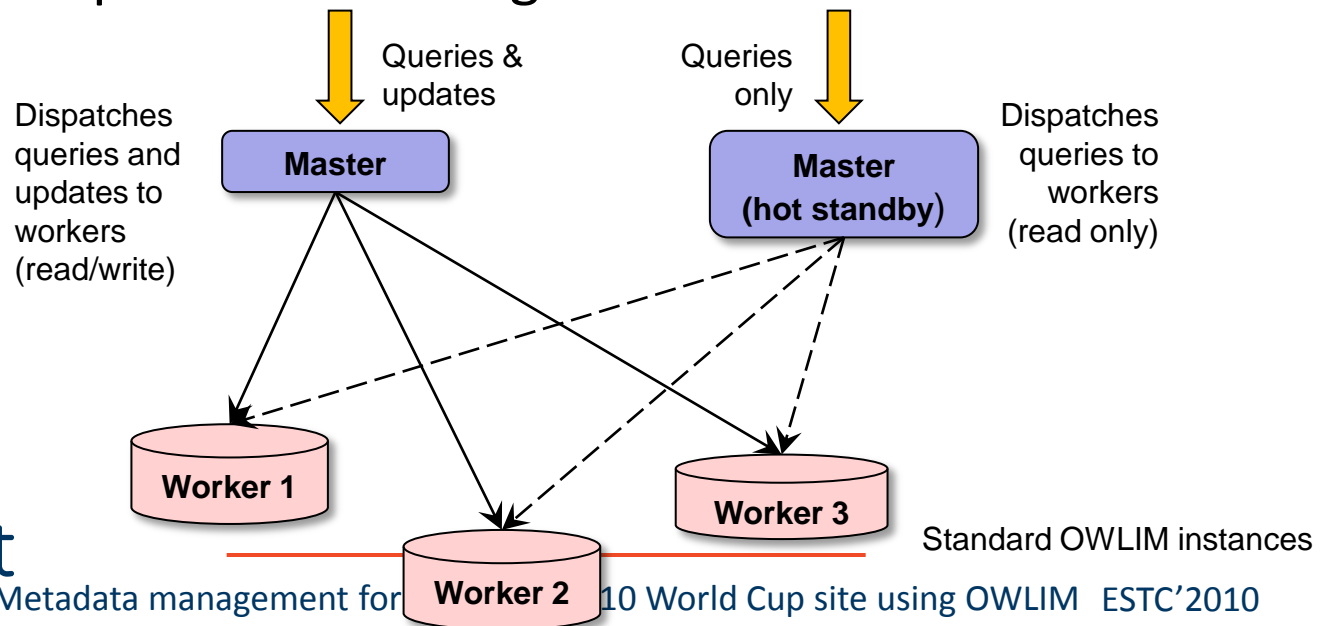 Queries &
updates
Queries
only
Dispatches
queries and
updates to
workers
(read/write)
Master
Master
(hot standby)
Dispatches
queries to
workers
(read only)
Worker 1
Worker 3
Worker 2
Standard OWLIM instances
t
Metadata management for 10 World Cup site using OWLIM ESTC’2010